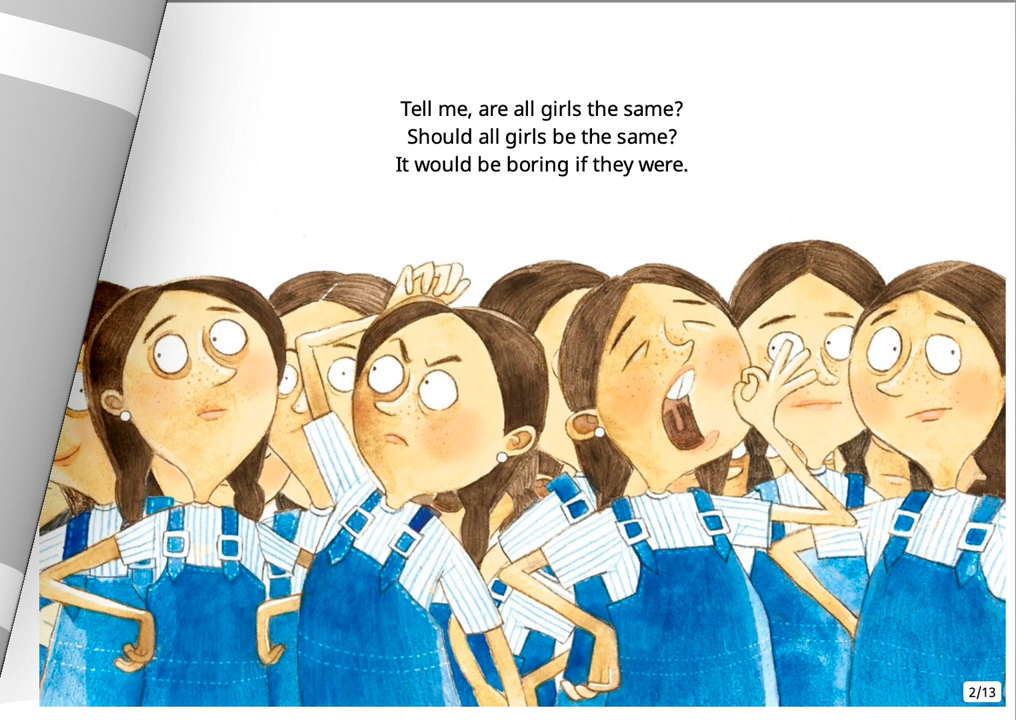 Tell me, are all girls the same?
Should all girls be the same?
It would be boring if they were.
2/13